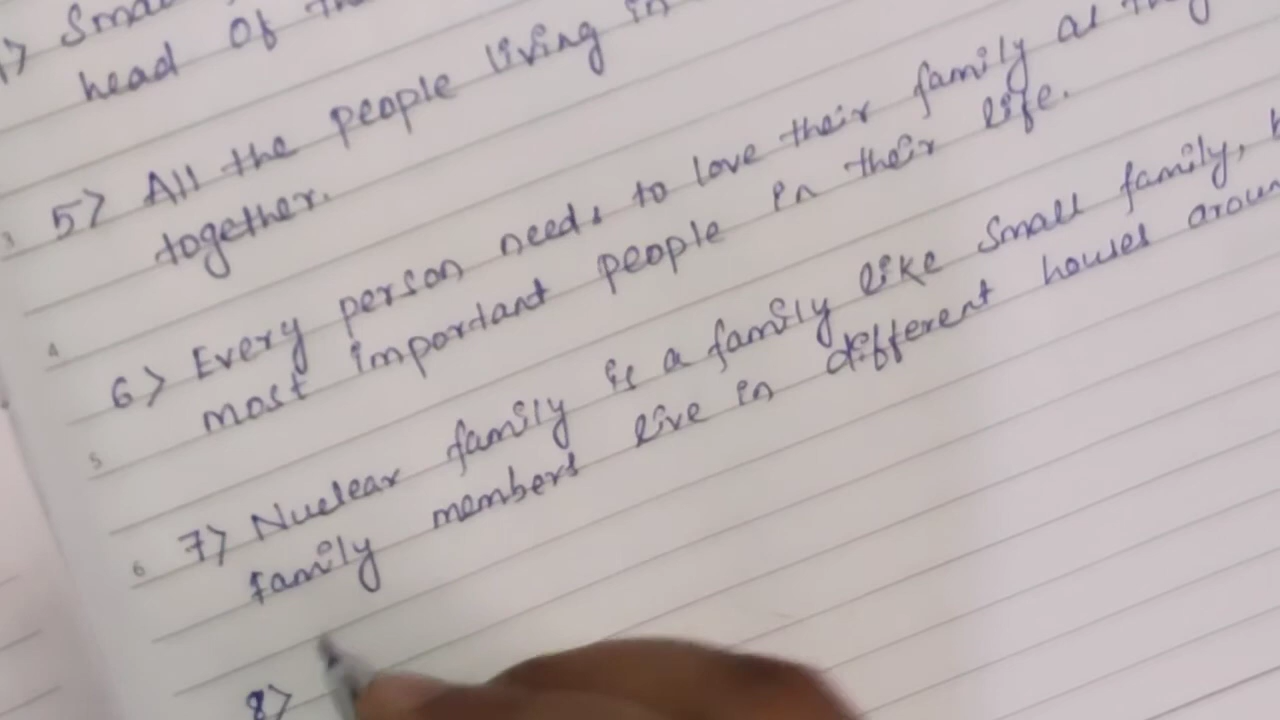 Small
head of the
5> All the people living in
together.
6> Every person needs to love their family as they
most important people in their life.
7> Nuclear family is a family like small family,
family members live in different houses
8>